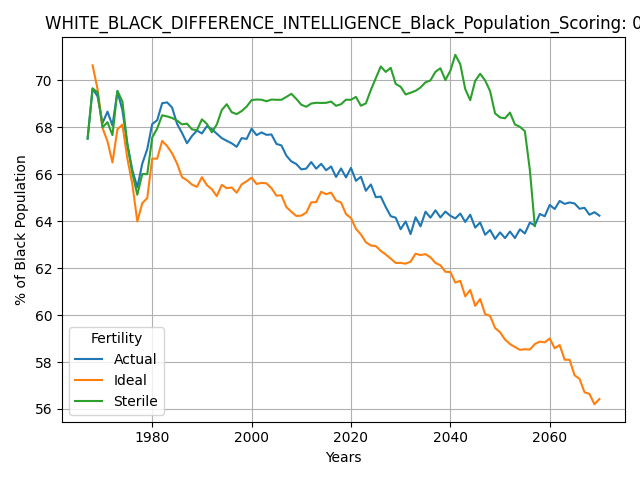 WHITE_BLACK_DIFFERENCE_INTELLIGENCE_Black_Population_Scoring: 0
% of Black Population
70
68
66
64
62
60
58
56
Fertility
Actual
Ideal
Sterile
1980 2000 2020 2040 2060
Years